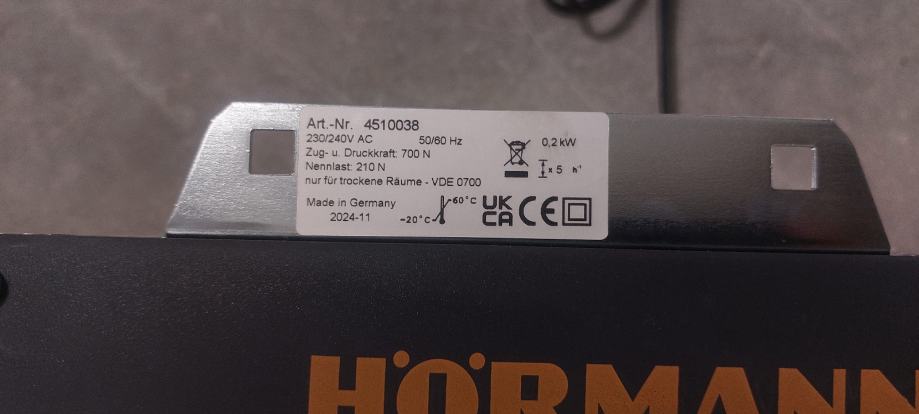 Art.-Nr. 4510038
230/240V AC 50/60 Hz
Zug- u. Druckkraft: 700 N
Nennlast: 210 N
nur für trockene Räume - VDE 0700
Made in Germany
2024-11
-20°C
-60°C
0,2 kW
x 5 h⁻¹
UK
CA
CE
HÖRMANN